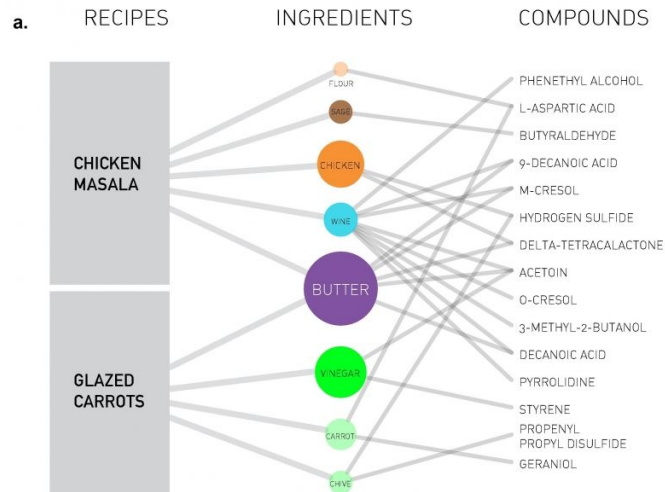 a.
RECIPES
INGREDIENTS
COMPOUNDS
CHICKEN
MASALA
GLAZED
CARROTS
FLOUR
SAGE
CHICKEN
WINE
BUTTER
VINEGAR
CARROT
CHIVE
PHENETHYL ALCOHOL
L-ASPARTIC ACID
BUTYRALDEHYDE
9-DECANOIC ACID
M-CRESOL
HYDROGEN SULFIDE
DELTA-TETRACALACTONE
ACETOIN
O-CRESOL
3-METHYL-2-BUTANOL
DECANOIC ACID
PYRROLIDINE
STYRENE
PROPENYL
PROPYL DISULFIDE
GERANIOL